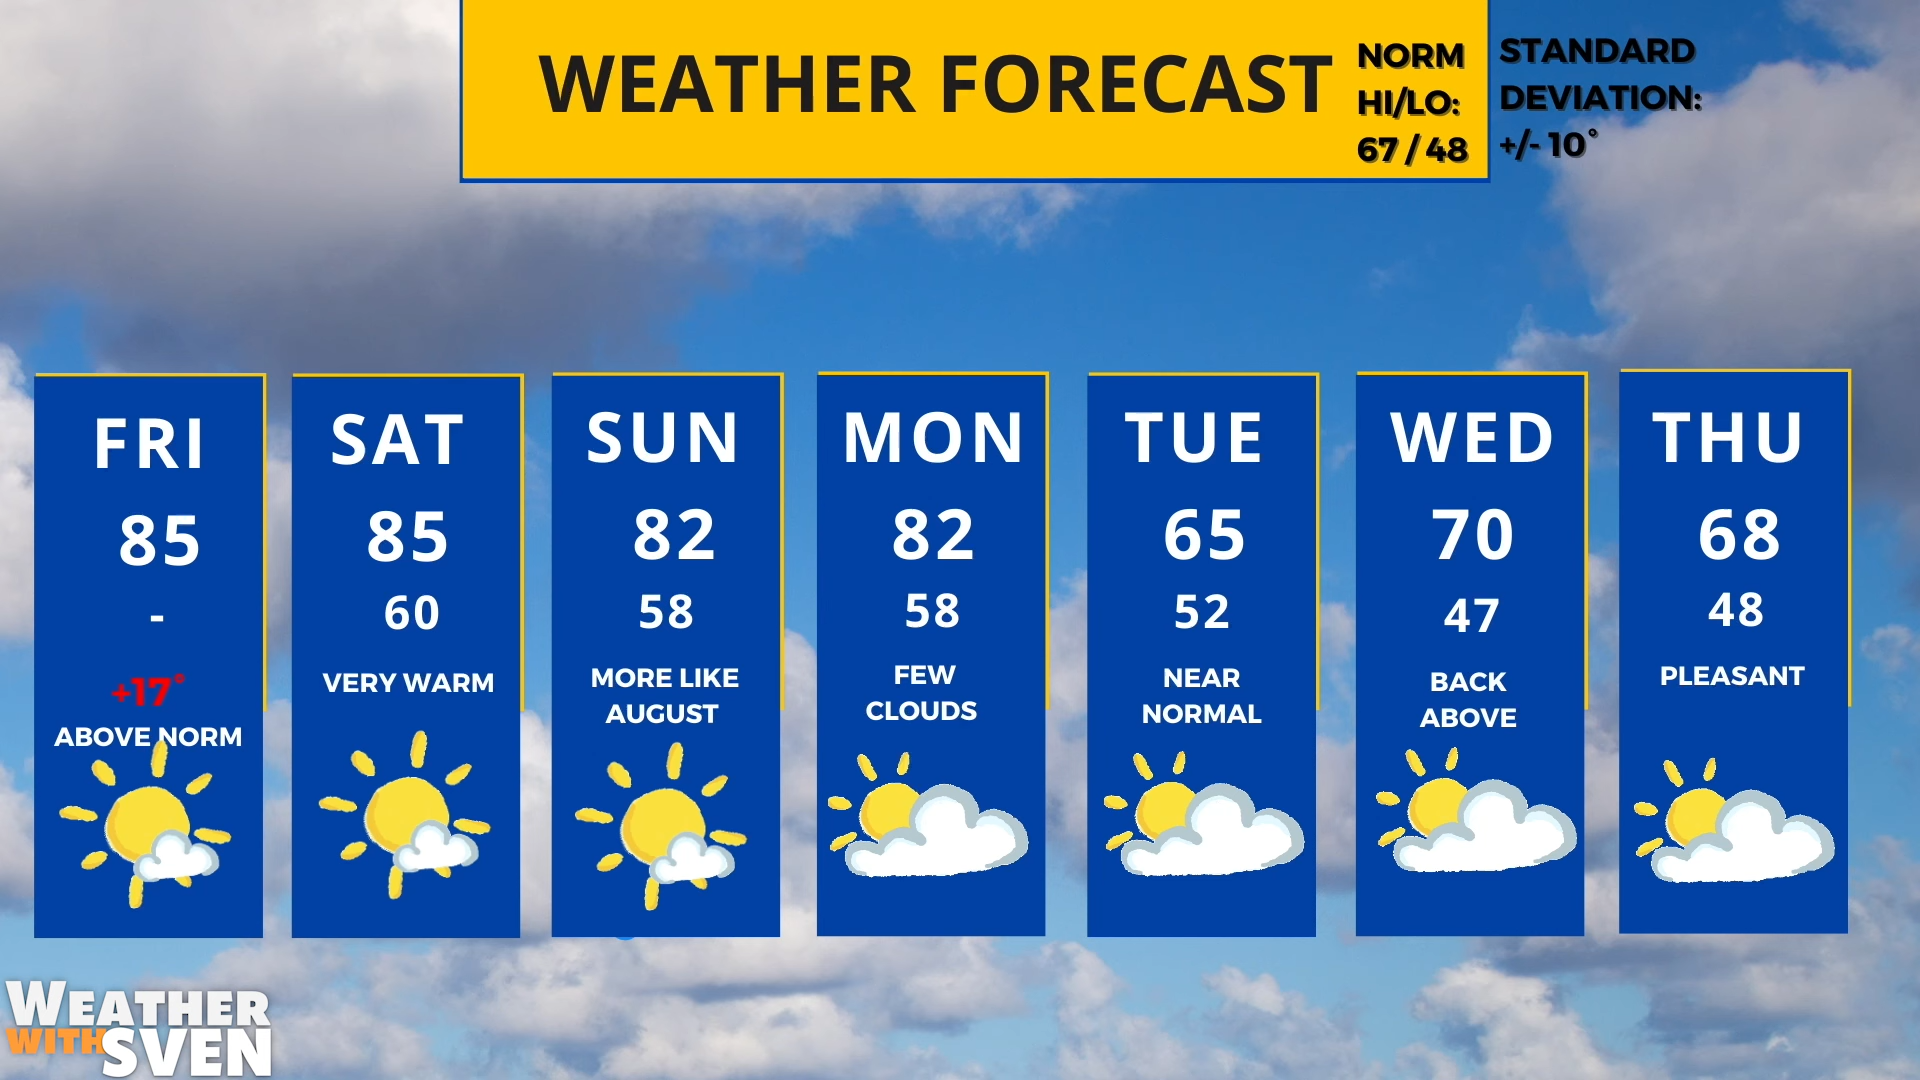 WEATHER FORECAST
NORM
HI/LO:
67 / 48
STANDARD
DEVIATION:
+/- 10°
FRI
85
-
+17°
ABOVE NORM
SAT
85
60
VERY WARM
SUN
82
58
MORE LIKE
AUGUST
MON
82
58
FEW
CLOUDS
TUE
65
52
NEAR
NORMAL
WED
70
47
BACK
ABOVE
THU
68
48
PLEASANT
WEATHER
WITH SVEN